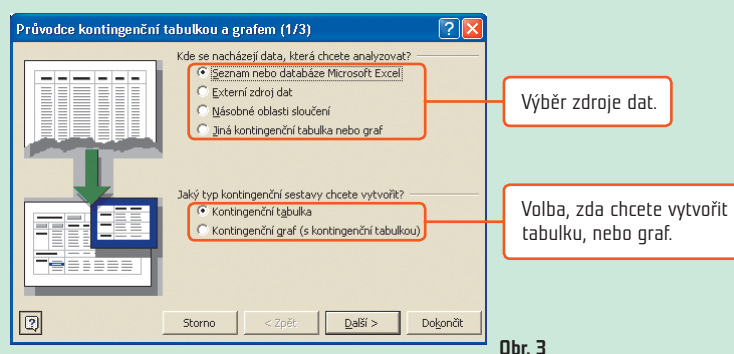 Průvodce kontingenční tabulkou a grafem (1/3)
Kde se nacházejí data, která chcete analyzovat?
Seznam nebo databáze Microsoft Excel
Externí zdroj dat
Násobné oblasti sloučení
Jiná kontingenční tabulka nebo graf
Výběr zdroje dat.
Jaký typ kontingenční sestavy chcete vytvořit?
Kontingenční tabulka
Kontingenční graf (s kontingenční tabulkou)
Volba, zda chcete vytvořit
tabulku, nebo graf.
Storno
< Zpět
Další >
Dokončit
Obr. 3